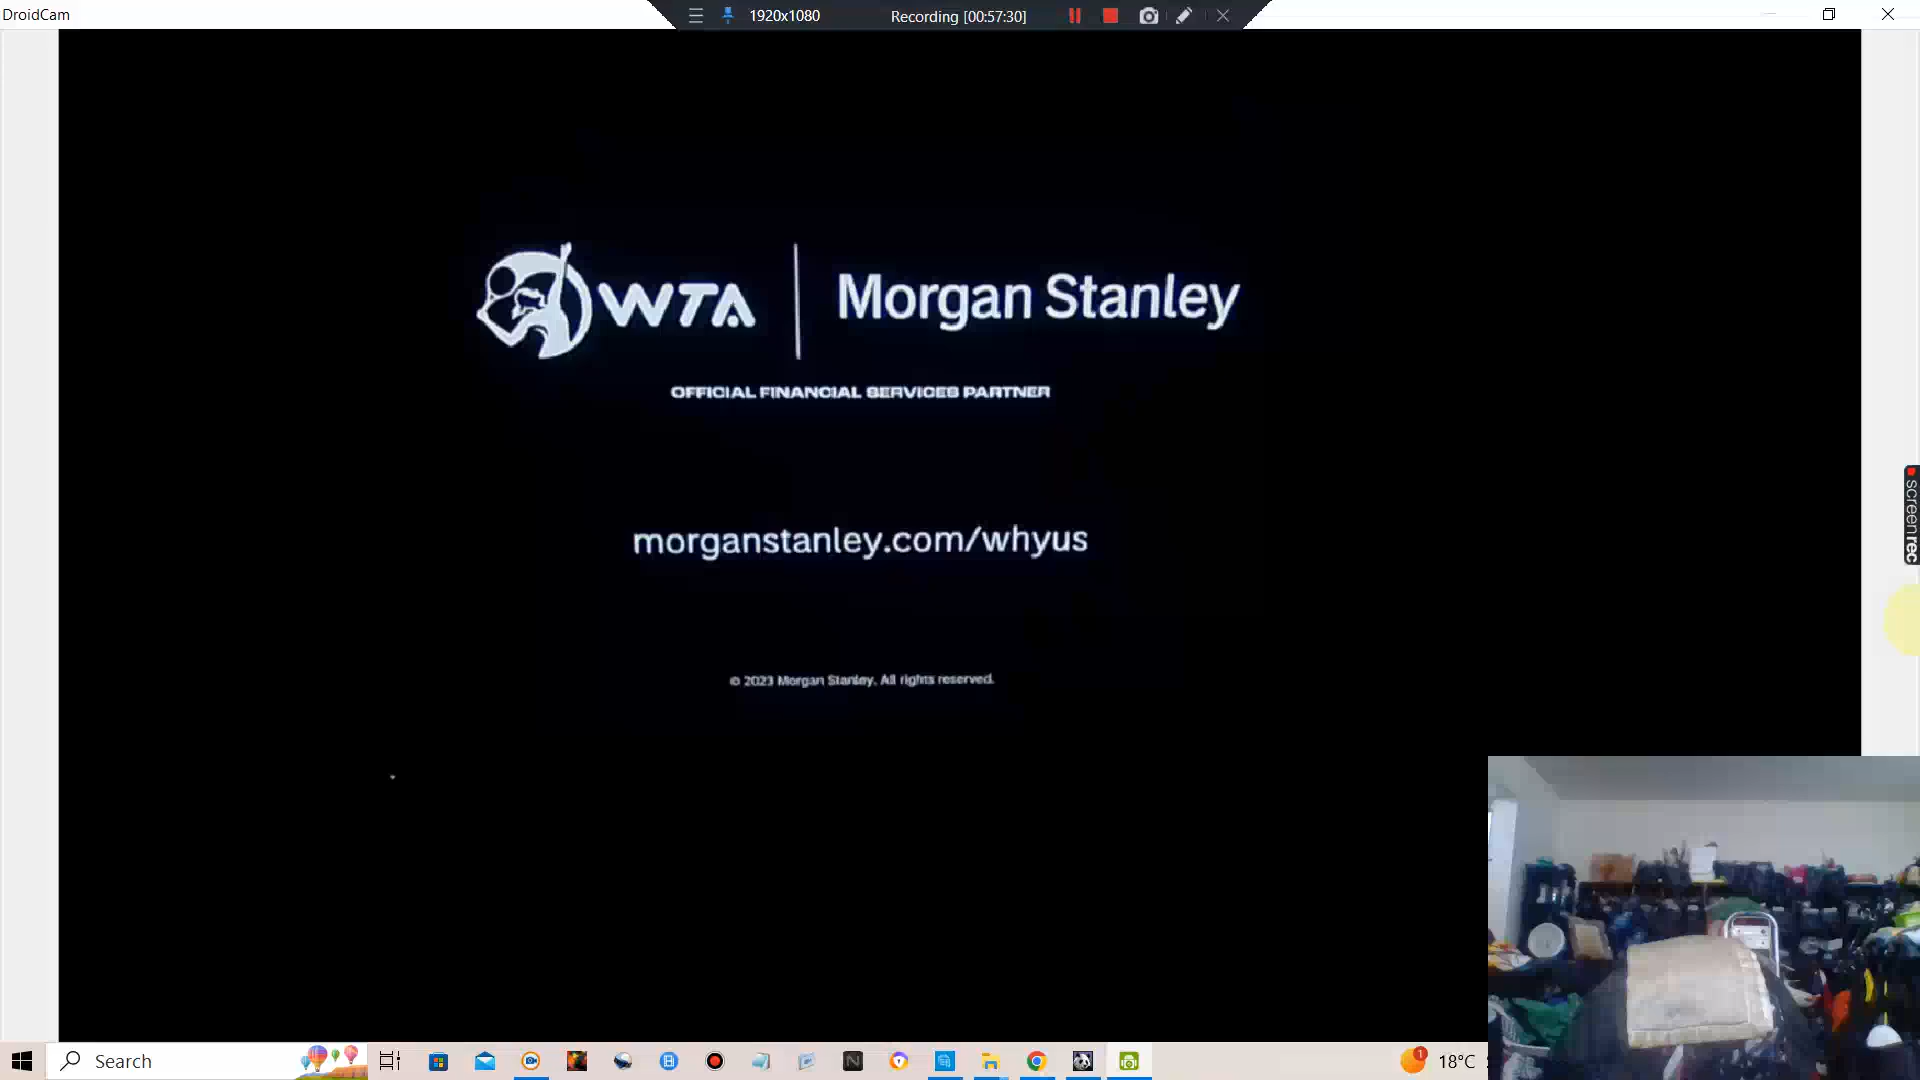 DroidCam
1920x1080
Recording [00:57:30]
WTA
Morgan Stanley
OFFICIAL FINANCIAL SERVICES PARTNER
morganstanley.com/whyus
© 2023 Morgan Stanley. All rights reserved.
screenrec
Search
1
18°C